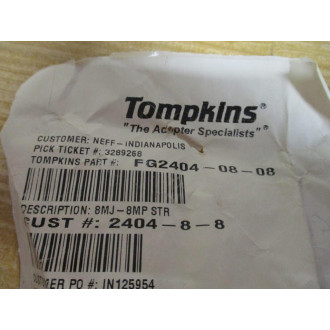 Tompkins®
"The Adapter Specialists"®
CUSTOMER: NEFF-INDIANAPOLIS
PICK TICKET #: 3289268
TOMPKINS PART#: FG2404-08-08
DESCRIPTION: 8MJ-8MP STR
CUST #: 2404-8-8
CUSTOMER PO #: IN125954